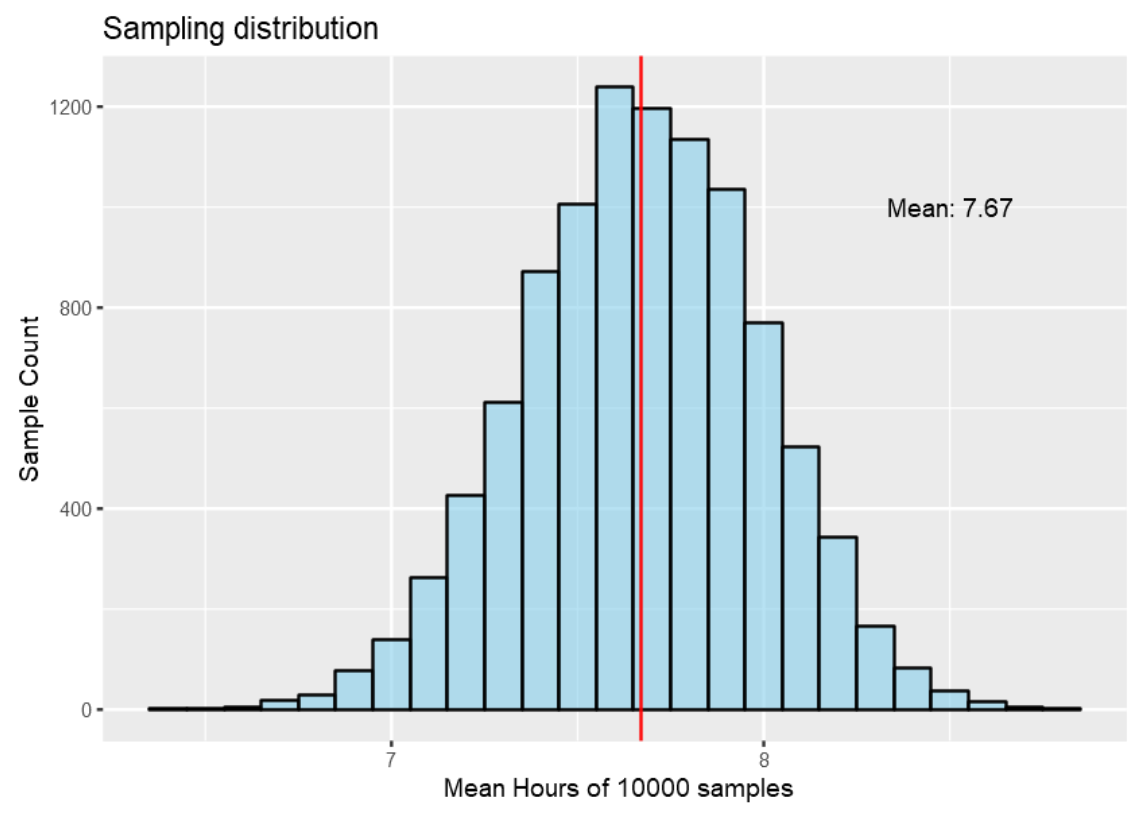 Sampling distribution
1200
800
400
0
Sample Count
Mean: 7.67
7 8
Mean Hours of 10000 samples